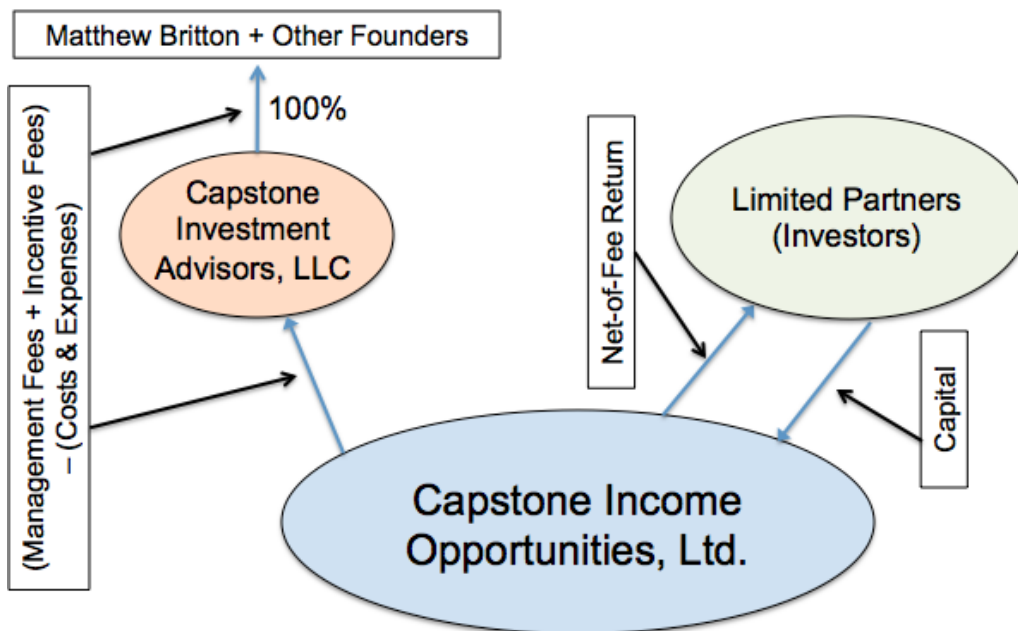 Matthew Britton + Other Founders
100%
(Management Fees + Incentive Fees)
– (Costs & Expenses)
Capstone
Investment
Advisors, LLC
Net-of-Fee Return
Limited Partners
(Investors)
Capital
Capstone Income
Opportunities, Ltd.